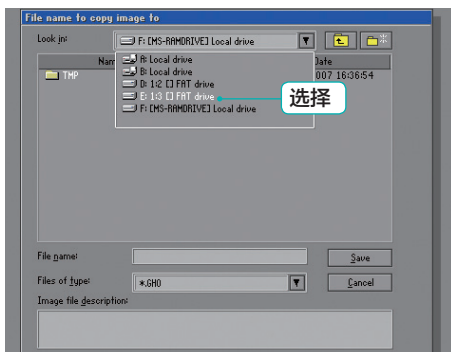 File name to copy image to
Look in:
F: [MS-RAMDRIVE] Local drive
Nam
Date
A: Local drive
B: Local drive
TMP
007 16:36:54
D: 1:2 [] FAT drive
E: 1:3 [] FAT drive
选择
F: [MS-RAMDRIVE] Local drive
File name:
Save
Files of type:
*.GHO
Cancel
Image file description: